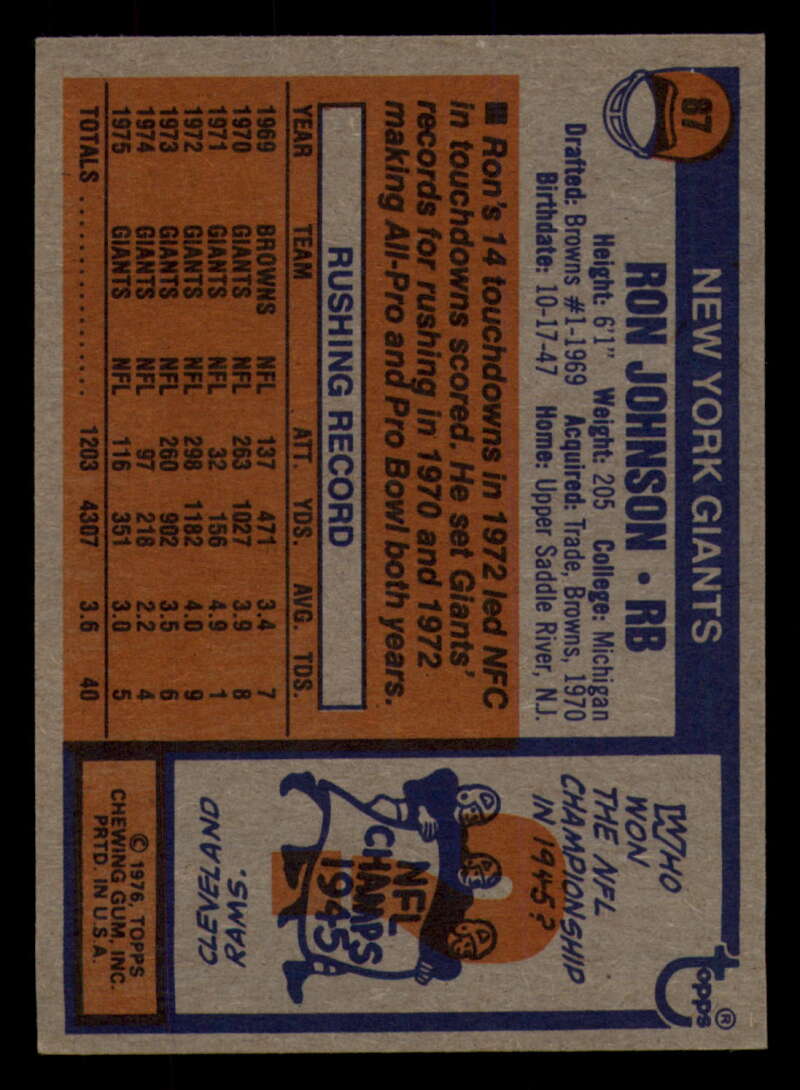 87
NEW YORK GIANTS
RON JOHNSON • RB
Height: 6'1" Weight: 205 College: Michigan
Drafted: Browns #1-1969 Acquired: Trade, Browns, 1970
Birthdate: 10-17-47 Home: Upper Saddle River, N.J.
■ Ron's 14 touchdowns in 1972 led NFC
in touchdowns scored. He set Giants'
records for rushing in 1970 and 1972
making All-Pro and Pro Bowl both years.
RUSHING RECORD
YEAR TEAM ATT. YDS. AVG. TDS.
1969 BROWNS NFL 137 471 3.4 7
1970 GIANTS NFL 263 1027 3.9 8
1971 GIANTS NFL 32 156 4.9 1
1972 GIANTS NFL 298 1182 4.0 9
1973 GIANTS NFL 260 902 3.5 6
1974 GIANTS NFL 97 218 2.2 4
1975 GIANTS NFL 116 351 3.0 5
TOTALS .................... 1203 4307 3.6 40
topps®
WHO
WON
THE NFL
CHAMPIONSHIP
IN 1945?
?
NFL
CHAMPS
1945
CLEVELAND
RAMS.
© 1976, TOPPS
CHEWING GUM, INC.
PRTD. IN U.S.A.